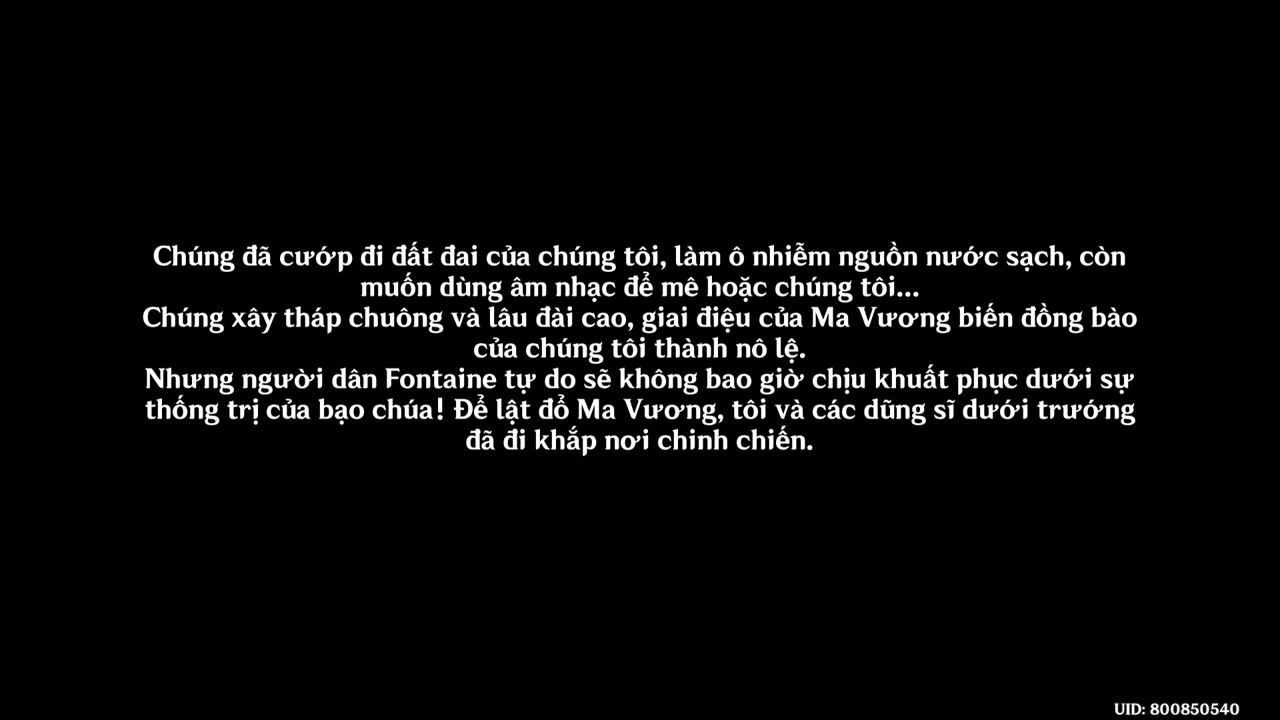 Chúng đã cướp đi đất đai của chúng tôi, làm ô nhiễm nguồn nước sạch, còn
muốn dùng âm nhạc để mê hoặc chúng tôi...
Chúng xây tháp chuông và lâu đài cao, giai điệu của Ma Vương biến đồng bào
của chúng tôi thành nô lệ.
Nhưng người dân Fontaine tự do sẽ không bao giờ chịu khuất phục dưới sự
thống trị của bạo chúa! Để lật đổ Ma Vương, tôi và các dũng sĩ dưới trướng
đã đi khắp nơi chinh chiến.
UID: 800850540